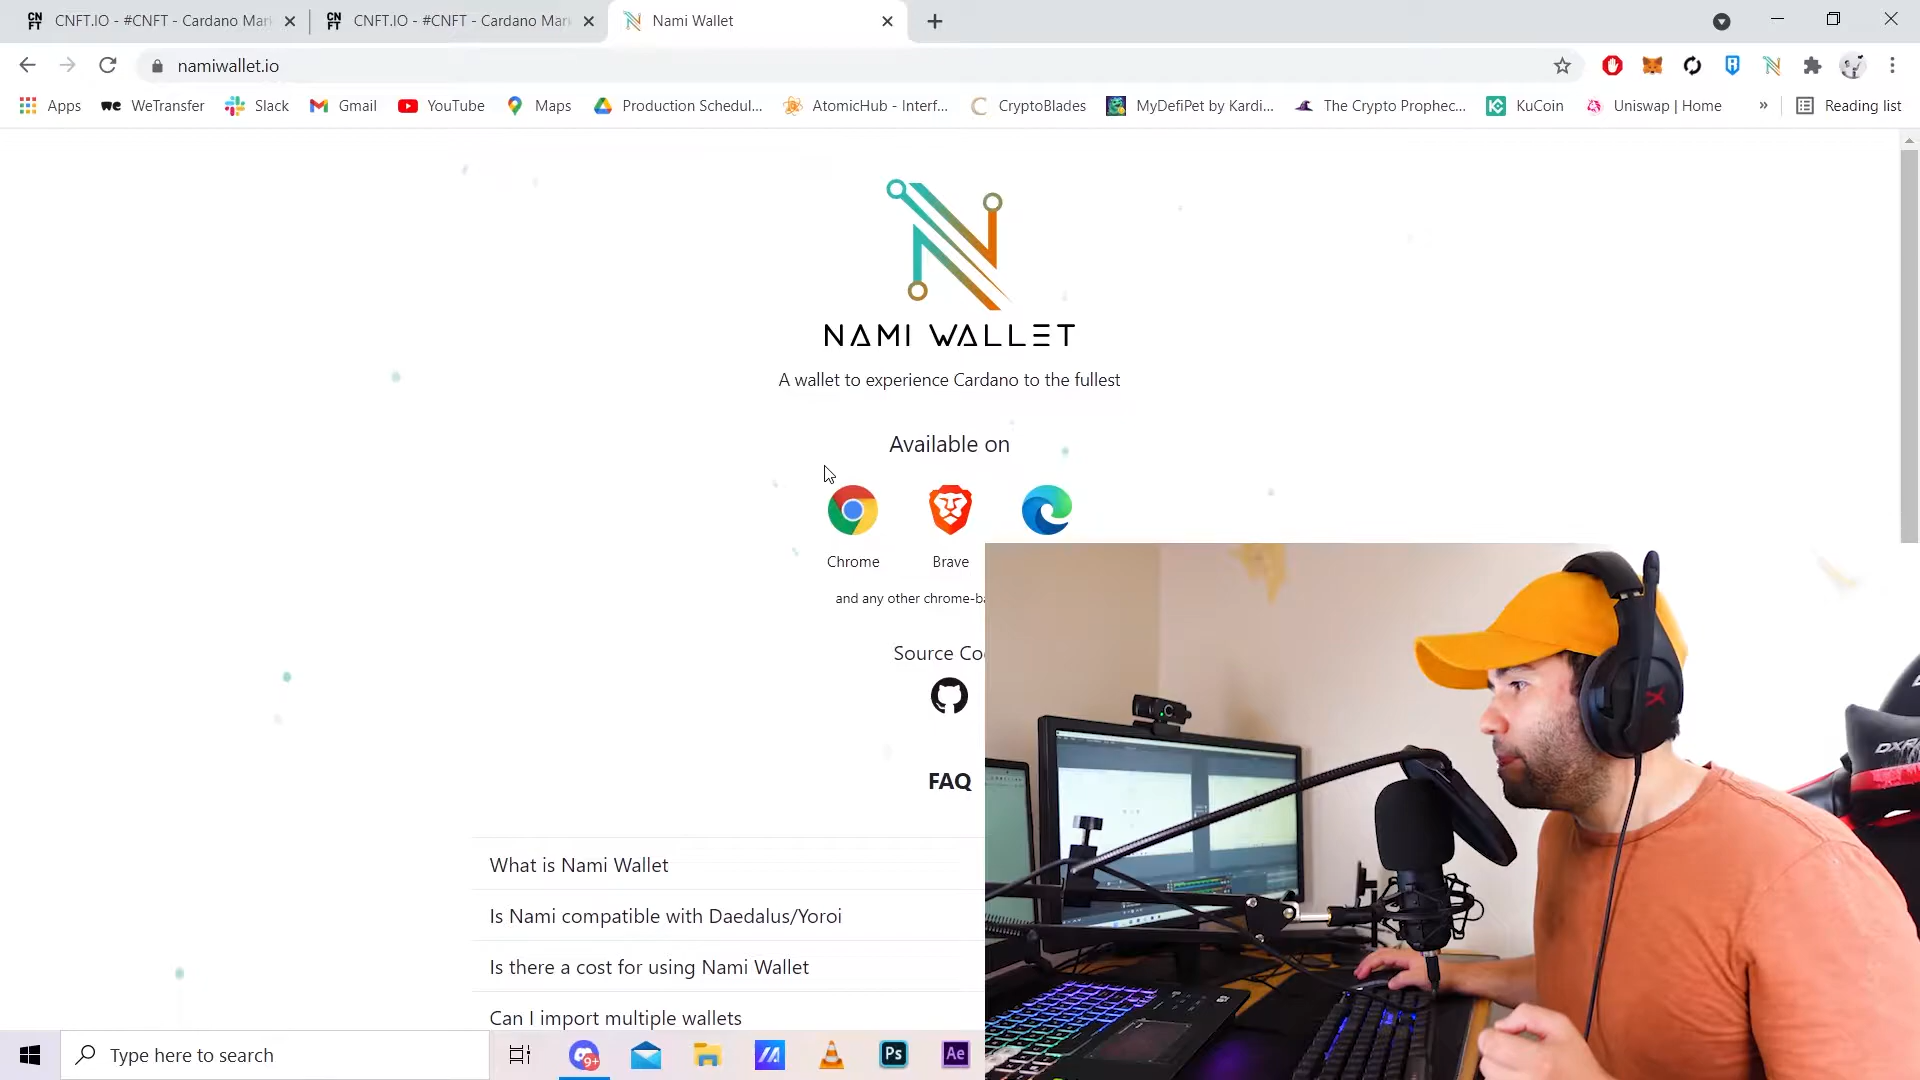 CNFT.IO - #CNFT - Cardano Mar
CNFT.IO - #CNFT - Cardano Mar
Nami Wallet
namiwallet.io
Apps
WeTransfer
Slack
Gmail
YouTube
Maps
Production Schedul...
AtomicHub - Interf...
CryptoBlades
MyDefiPet by Kardi...
The Crypto Prophec...
KuCoin
Uniswap | Home
»
Reading list
NAMI WALLET
A wallet to experience Cardano to the fullest
Available on
Chrome
Brave
and any other chrome-ba
Source Co
FAQ
What is Nami Wallet
Is Nami compatible with Daedalus/Yoroi
Is there a cost for using Nami Wallet
Can I import multiple wallets
Type here to search
9+
Ps
Ae